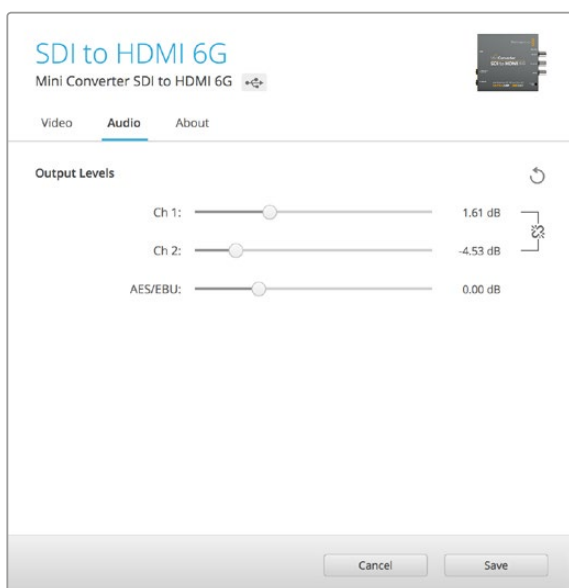 SDI to HDMI 6G
Mini Converter SDI to HDMI 6G
Video Audio About
Output Levels
Ch 1: 1.61 dB
Ch 2: -4.53 dB
AES/EBU: 0.00 dB
Cancel Save